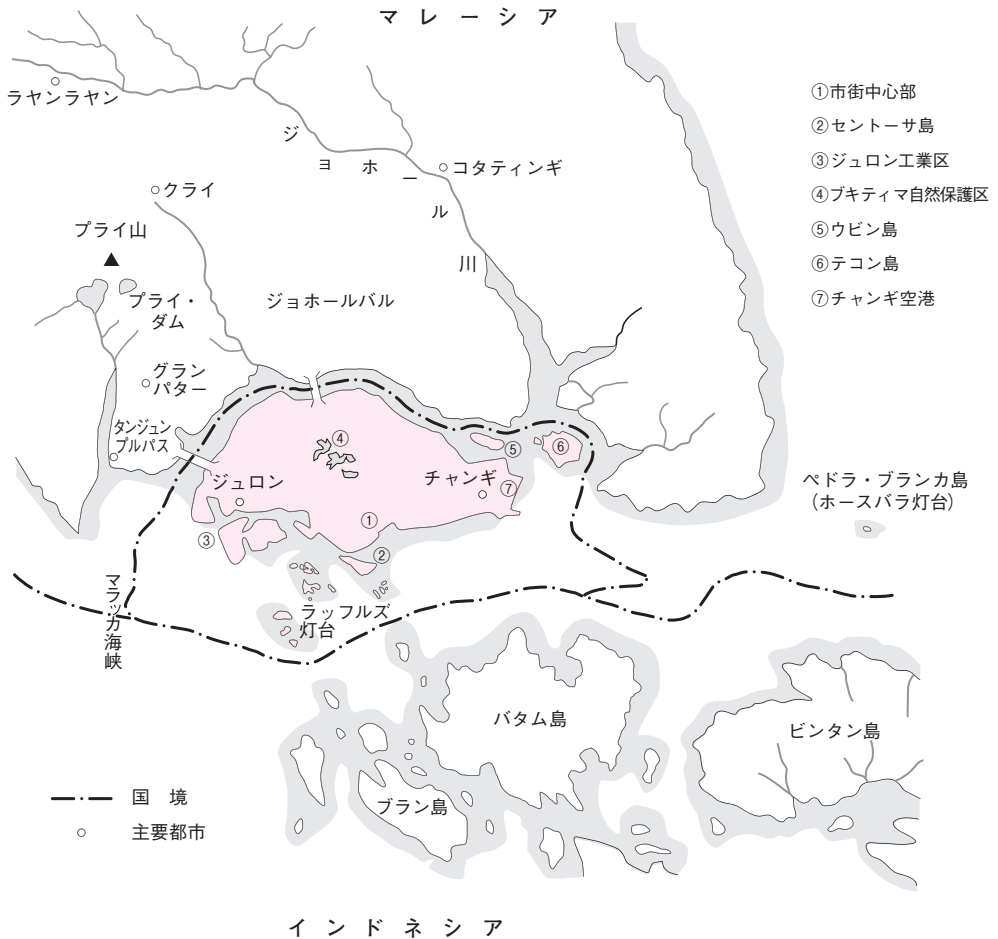 マレーシア
ラヤンラヤン
ジョホール川
コタティンギ
クライ
プライ山
プライ・
ダム
ジョホールバル
グラン
パター
タンジュン
プルパス
ジュロン
チャンギ
④
⑤
⑥
⑦
①
②
③
①市街中心部
②セントーサ島
③ジュロン工業区
④ブキティマ自然保護区
⑤ウビン島
⑥テコン島
⑦チャンギ空港
ペドラ・ブランカ島
(ホースバラ灯台)
マラッカ海峡
ラッフルズ
灯台
バタム島
ビンタン島
ブラン島
国 境
主要都市
インドネシア